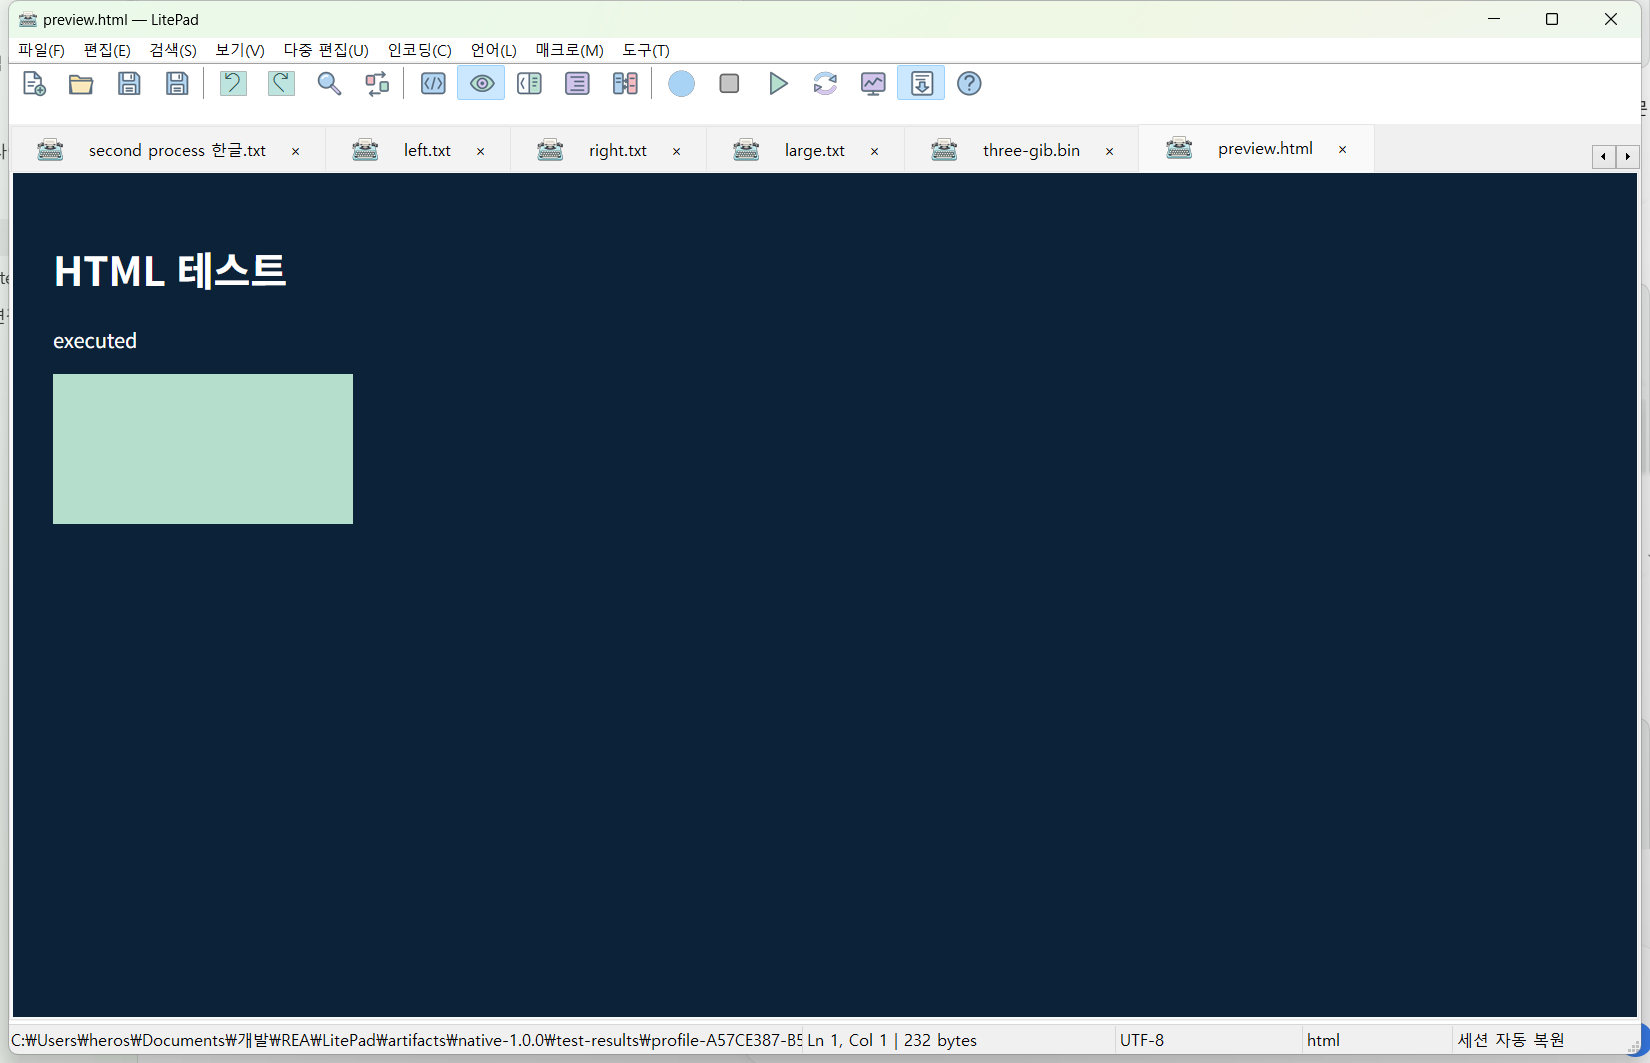 preview.html — LitePad
파일(F) 편집(E) 검색(S) 보기(V) 다중 편집(U) 인코딩(C) 언어(L) 매크로(M) 도구(T)
second process 한글.txt × left.txt × right.txt × large.txt × three-gib.bin × preview.html ×
HTML 테스트
executed
C:₩Users₩heros₩Documents₩개발₩REA₩LitePad₩artifacts₩native-1.0.0₩test-results₩profile-A57CE387-B5 Ln 1, Col 1 | 232 bytes UTF-8 html 세션 자동 복원